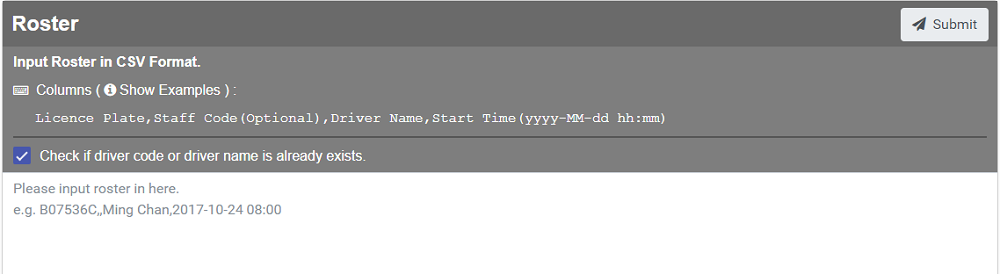 Roster
Submit
Input Roster in CSV Format.
Columns ( Show Examples ) :
Licence Plate,Staff Code(Optional),Driver Name,Start Time(yyyy-MM-dd hh:mm)
Check if driver code or driver name is already exists.
Please input roster in here.
e.g. B07536C,,Ming Chan,2017-10-24 08:00